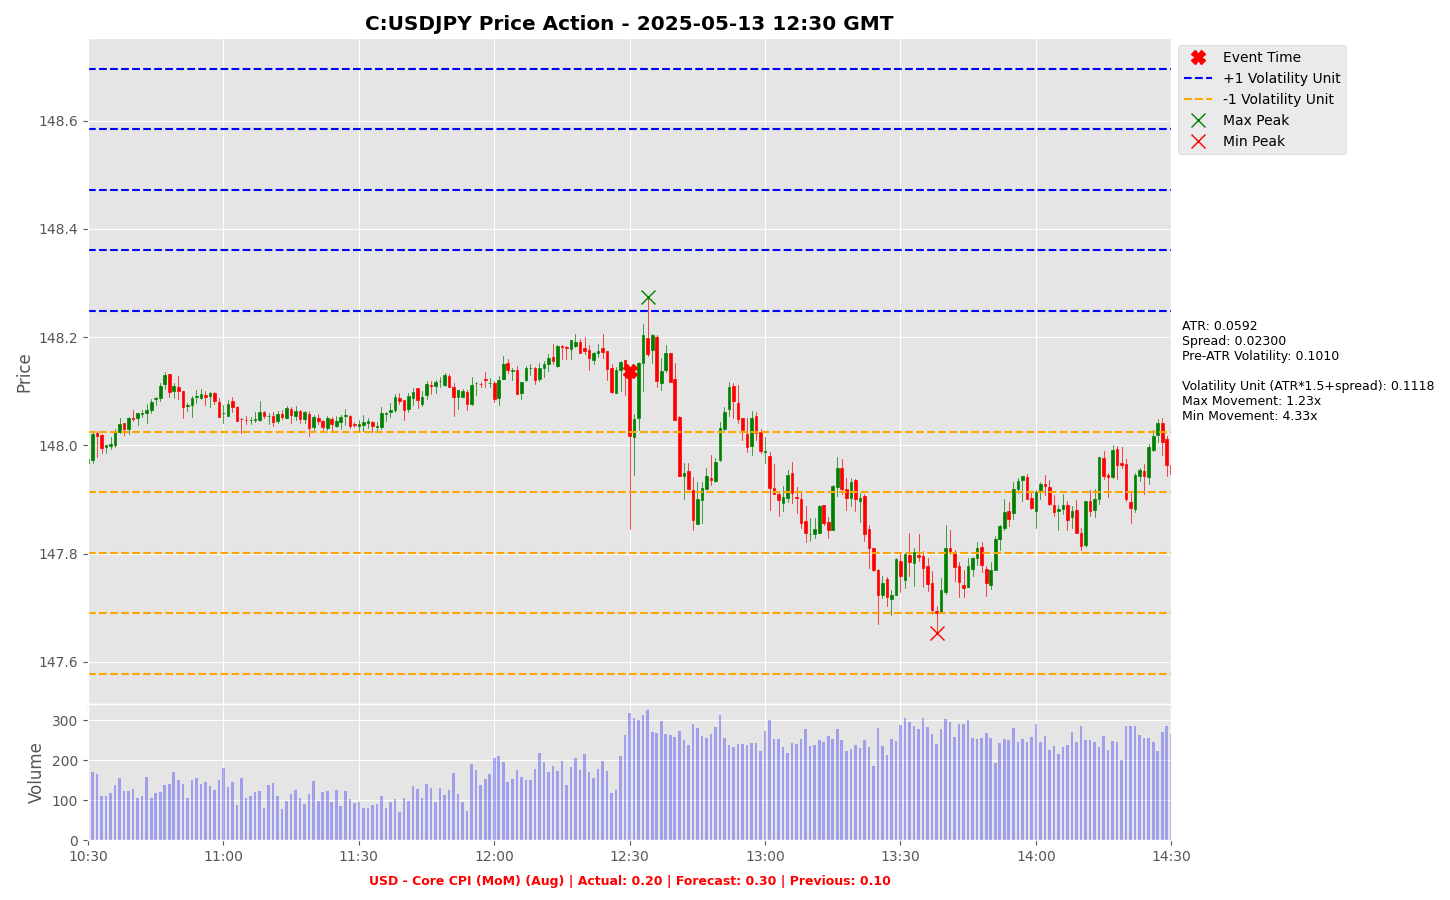 C:USDJPY Price Action - 2025-05-13 12:30 GMT
Event Time
+1 Volatility Unit
-1 Volatility Unit
Max Peak
Min Peak
Price
148.6
148.4
148.2
148.0
147.8
147.6
ATR: 0.0592
Spread: 0.02300
Pre-ATR Volatility: 0.1010
Volatility Unit (ATR*1.5+spread): 0.1118
Max Movement: 1.23x
Min Movement: 4.33x
Volume
300
200
100
0
10:30 11:00 11:30 12:00 12:30 13:00 13:30 14:00 14:30
USD - Core CPI (MoM) (Aug) | Actual: 0.20 | Forecast: 0.30 | Previous: 0.10